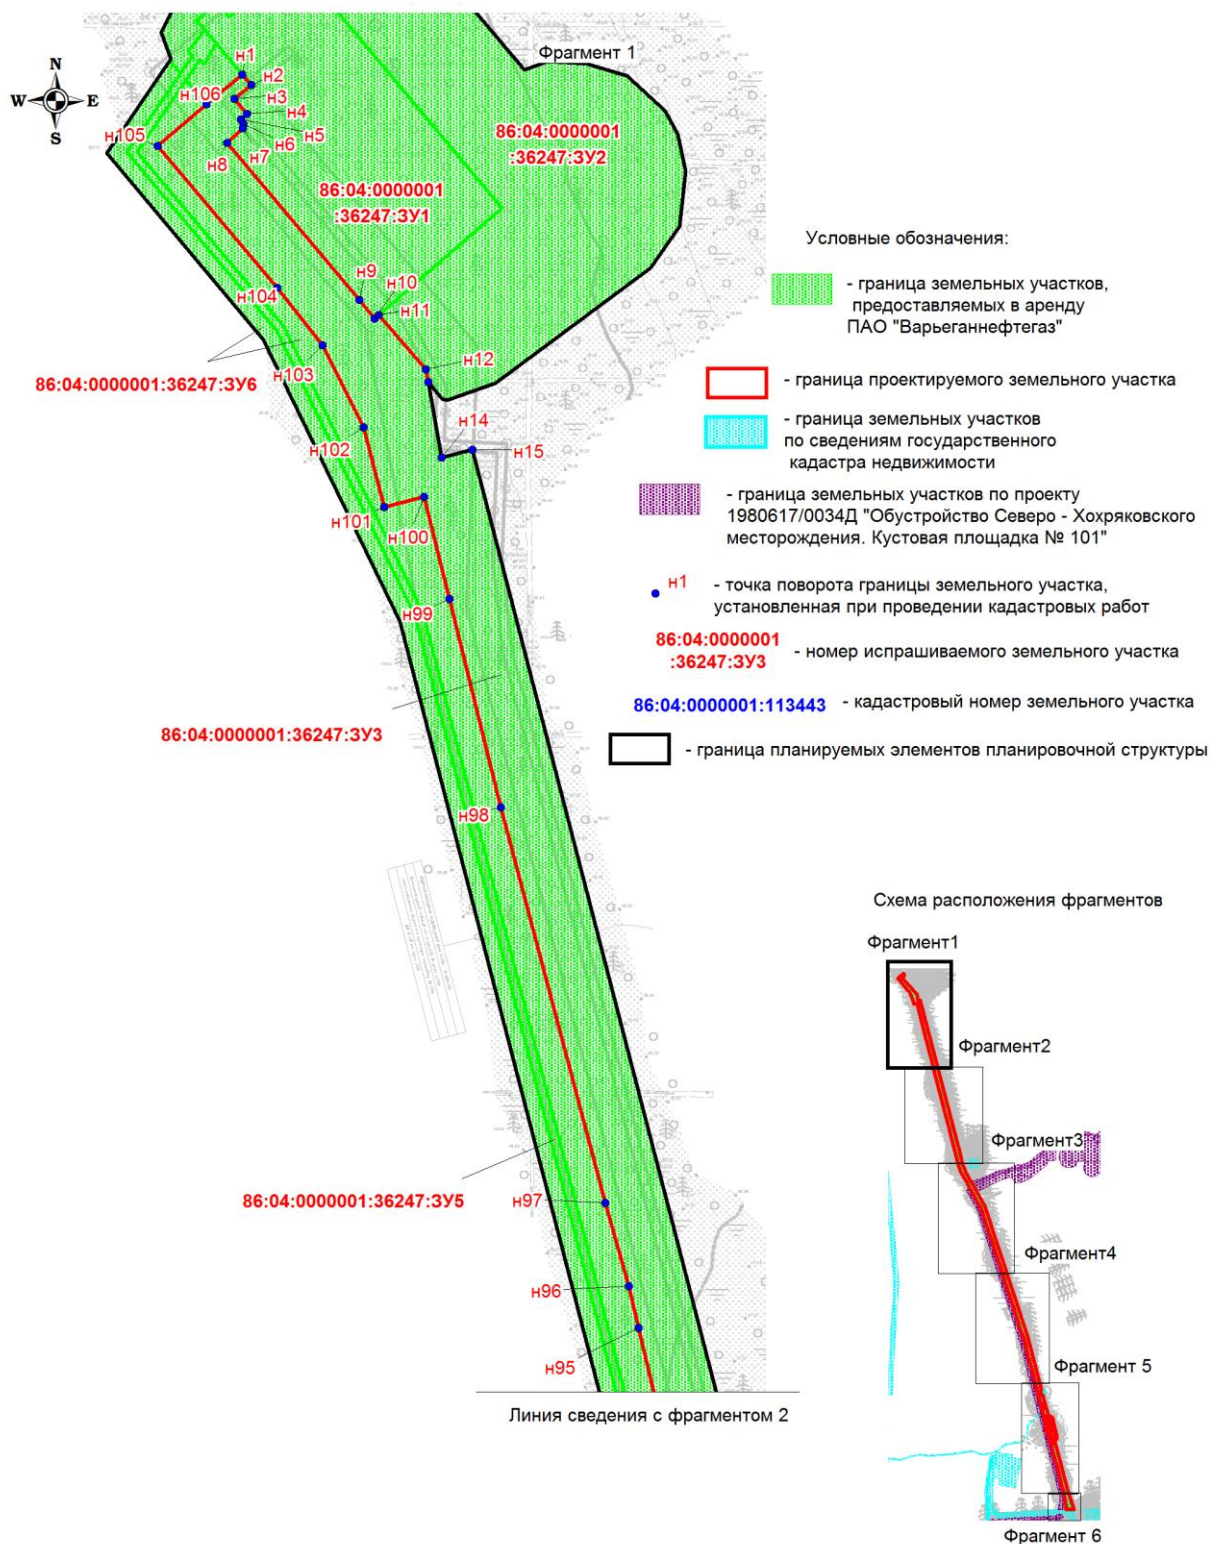 Фрагмент 1
N
W
E
S
н1
н2
н3
н106
н4
н5
н105
н6
н7
н8
86:04:0000001
:36247:ЗУ2
86:04:0000001
:36247:ЗУ1
н9
н10
н104
н11
н103
н12
86:04:0000001:36247:ЗУ6
н102
н14
н15
н101
н100
н99
86:04:0000001:36247:ЗУ3
н98
86:04:0000001:36247:ЗУ5
н97
н96
н95
Линия сведения с фрагментом 2
Условные обозначения:
- граница земельных участков,
предоставляемых в аренду
ПАО "Варьеганнефтегаз"
- граница проектируемого земельного участка
- граница земельных участков
по сведениям государственного
кадастра недвижимости
- граница земельных участков по проекту
1980617/0034Д "Обустройство Северо - Хохряковского
месторождения. Кустовая площадка № 101"
н1 - точка поворота границы земельного участка,
установленная при проведении кадастровых работ
86:04:0000001
:36247:ЗУ3 - номер испрашиваемого земельного участка
86:04:0000001:113443 - кадастровый номер земельного участка
- граница планируемых элементов планировочной структуры
Схема расположения фрагментов
Фрагмент1
Фрагмент2
Фрагмент3
Фрагмент4
Фрагмент 5
Фрагмент 6